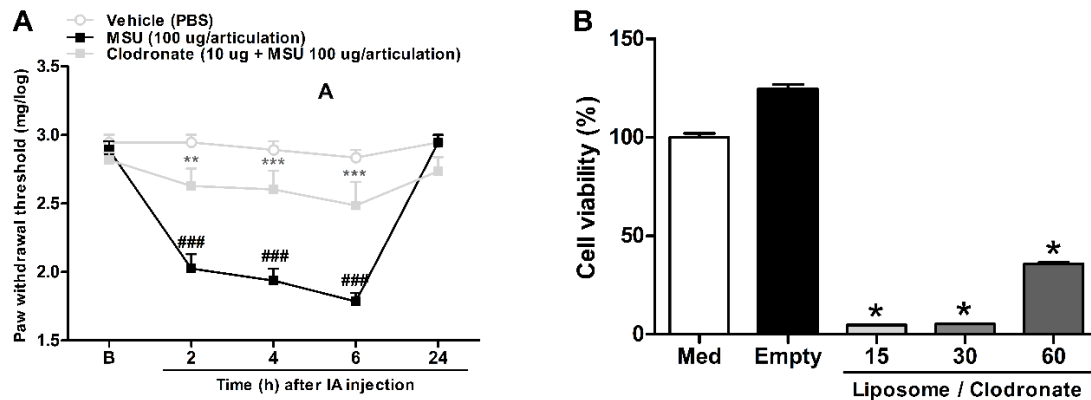 A
Vehicle (PBS)
MSU (100 ug/articulation)
Clodronate (10 ug + MSU 100 ug/articulation)
A
Paw withdrawal threshold (mg/log)
3.5
3.0
2.5
2.0
1.5
**
***
***
###
###
###
B
2
4
6
24
Time (h) after IA injection
B
Cell viability (%)
150
100
50
0
*
*
*
Med
Empty
15
30
60
Liposome / Clodronate